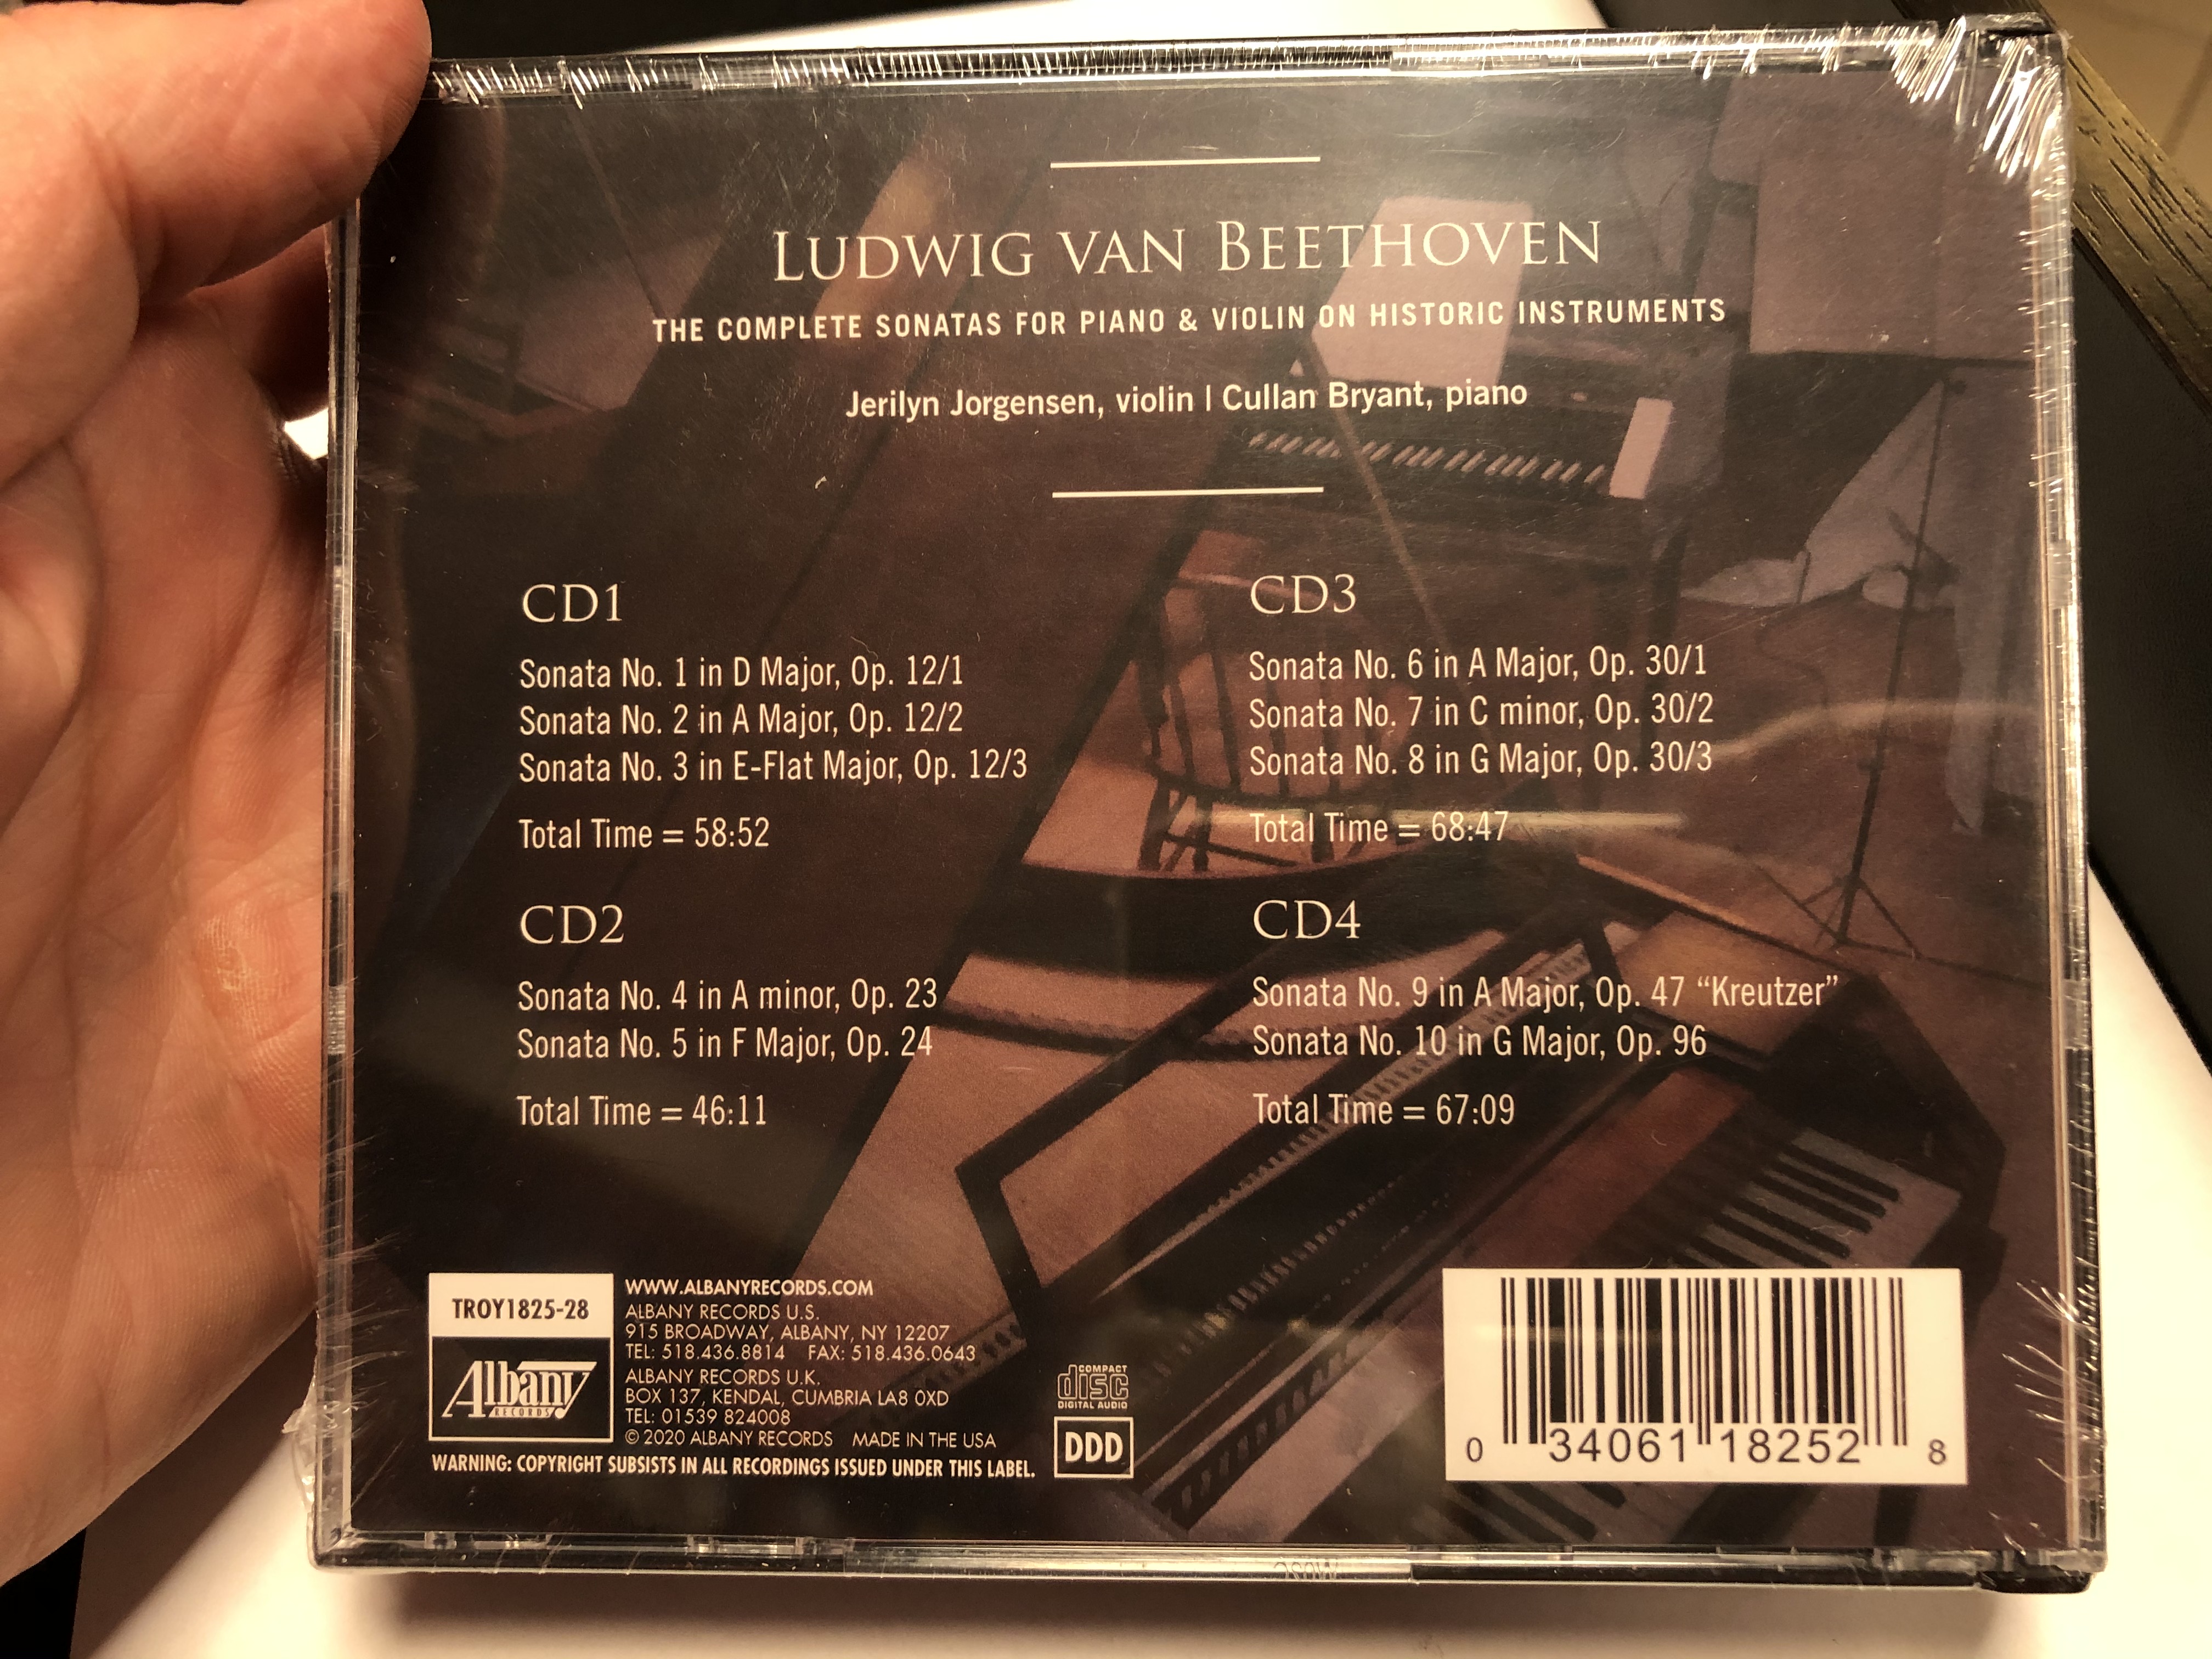 LUDWIG VAN BEETHOVEN
THE COMPLETE SONATAS FOR PIANO & VIOLIN ON HISTORIC INSTRUMENTS
Jerilyn Jorgensen, violin | Cullan Bryant, piano
CD1
Sonata No. 1 in D Major, Op. 12/1
Sonata No. 2 in A Major, Op. 12/2
Sonata No. 3 in E-Flat Major, Op. 12/3
Total Time = 58:52
CD2
Sonata No. 4 in A minor, Op. 23
Sonata No. 5 in F Major, Op. 24
Total Time = 46:11
CD3
Sonata No. 6 in A Major, Op. 30/1
Sonata No. 7 in C minor, Op. 30/2
Sonata No. 8 in G Major, Op. 30/3
Total Time = 68:47
CD4
Sonata No. 9 in A Major, Op. 47 “Kreutzer”
Sonata No. 10 in G Major, Op. 96
Total Time = 67:09
TROY1825-28
Albany
RECORDS
WWW.ALBANYRECORDS.COM
ALBANY RECORDS U.S.
915 BROADWAY, ALBANY, NY 12207
TEL: 518.436.8814 FAX: 518.436.0643
ALBANY RECORDS U.K.
BOX 137, KENDAL, CUMBRIA LA8 0XD
TEL: 01539 824008
© 2020 ALBANY RECORDS MADE IN THE USA
WARNING: COPYRIGHT SUBSISTS IN ALL RECORDINGS ISSUED UNDER THIS LABEL.
COMPACT
disc
DIGITAL AUDIO
DDD
0 34061 18252 8